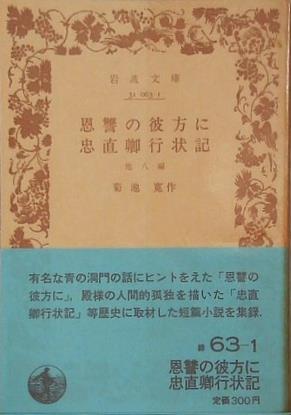 岩波文庫
31-063-1
恩讐の彼方に
忠直卿行状記
他八編
菊池寛作
有名な青の洞門の話にヒントをえた「恩讐の
彼方に」，殿様の人間的孤独を描いた「忠直
卿行状記」等歴史に取材した短篇小説を集録．
緑 63-1
恩讐の彼方に
忠直卿行状記
定価300円